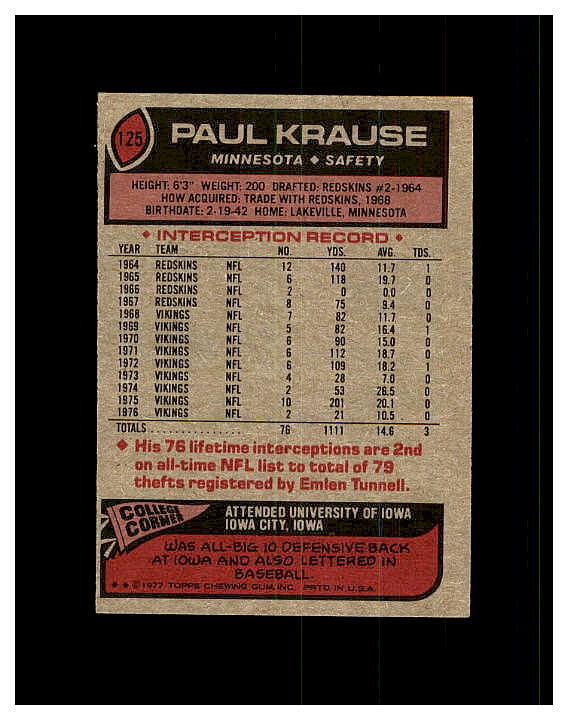 125
PAUL KRAUSE
MINNESOTA ◆ SAFETY
HEIGHT: 6'3" WEIGHT: 200 DRAFTED: REDSKINS #2-1964
HOW ACQUIRED: TRADE WITH REDSKINS, 1968
BIRTHDATE: 2-19-42 HOME: LAKEVILLE, MINNESOTA
◆ INTERCEPTION RECORD ◆
YEAR TEAM NO. YDS. AVG. TDS.
1964 REDSKINS NFL 12 140 11.7 1
1965 REDSKINS NFL 6 118 19.7 0
1966 REDSKINS NFL 2 0 0.0 0
1967 REDSKINS NFL 8 75 9.4 0
1968 VIKINGS NFL 7 82 11.7 0
1969 VIKINGS NFL 5 82 16.4 1
1970 VIKINGS NFL 6 90 15.0 0
1971 VIKINGS NFL 6 112 18.7 0
1972 VIKINGS NFL 6 109 18.2 1
1973 VIKINGS NFL 4 28 7.0 0
1974 VIKINGS NFL 2 53 26.5 0
1975 VIKINGS NFL 10 201 20.1 0
1976 VIKINGS NFL 2 21 10.5 0
TOTALS............... 76 1111 14.6 3
◆ His 76 lifetime interceptions are 2nd
on all-time NFL list to total of 79
thefts registered by Emlen Tunnell.
COLLEGE
CORNER
ATTENDED UNIVERSITY OF IOWA
IOWA CITY, IOWA
WAS ALL-BIG 10 DEFENSIVE BACK
AT IOWA AND ALSO LETTERED IN
BASEBALL.
◆ ◆ ©1977 TOPPS CHEWING GUM, INC. PRTD. IN U.S.A.